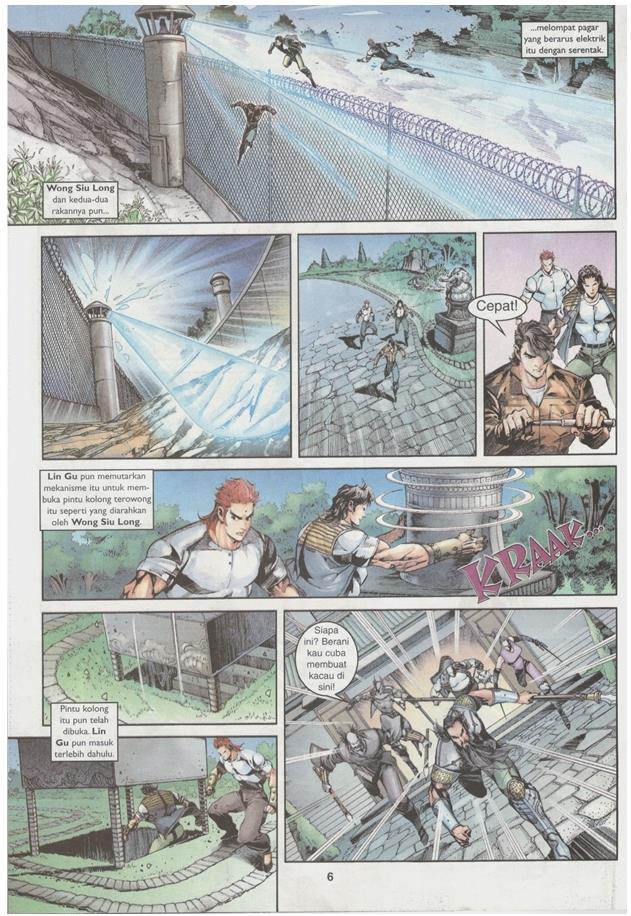 Wong Siu Long
dan kedua-dua
rakannya pun...
...melompat pagar
yang berarus elektrik
itu dengan serentak.
Cepat!
Lin Gu pun memutarkan
mekanisme itu untuk mem-
buka pintu kolong terowong
itu seperti yang diarahkan
oleh Wong Siu Long.
KRAAK...
Pintu kolong
itu pun telah
dibuka. Lin
Gu pun masuk
terlebih dahulu.
Siapa
ini? Berani
kau cuba
membuat
kacau di
sini!
6